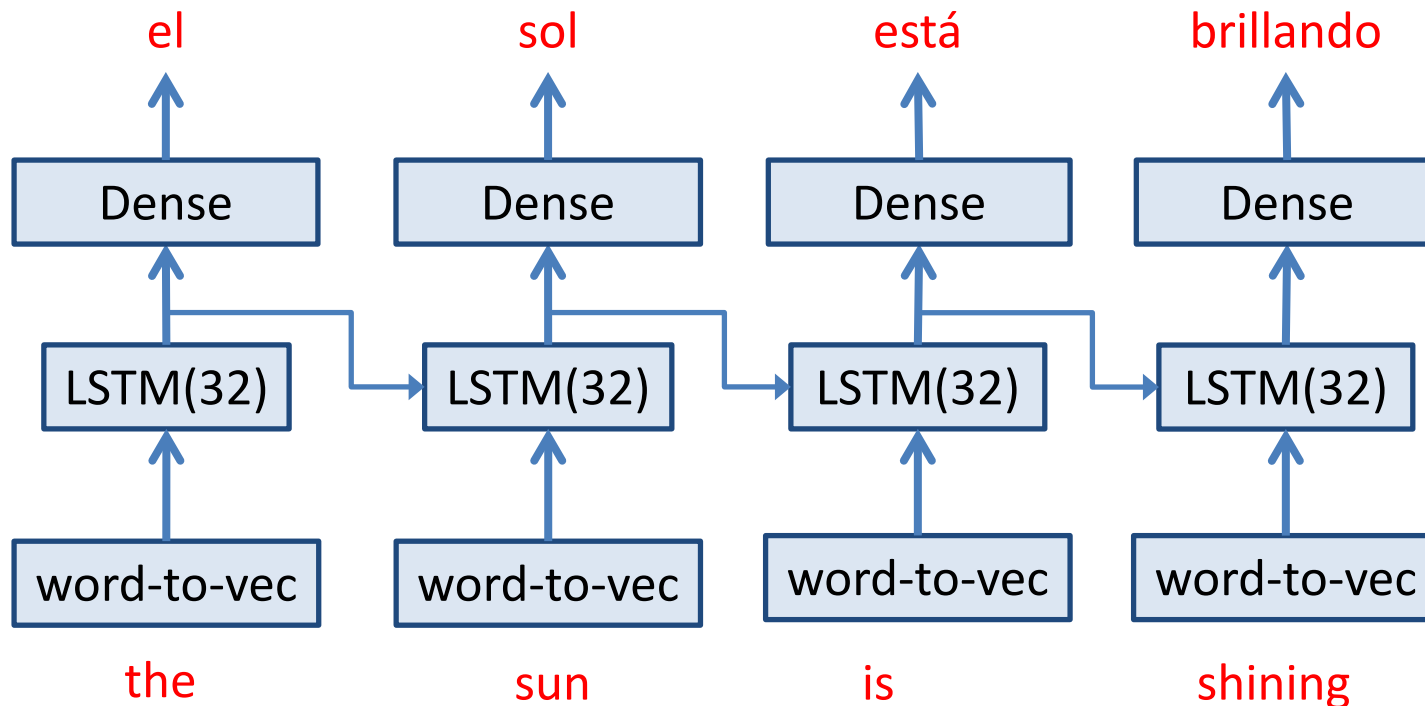 el sol está brillando
Dense Dense Dense Dense
LSTM(32) LSTM(32) LSTM(32) LSTM(32)
word-to-vec word-to-vec word-to-vec word-to-vec
the sun is shining